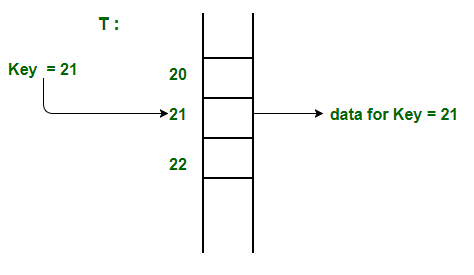 T :
Key = 21
20
21
22
data for Key = 21